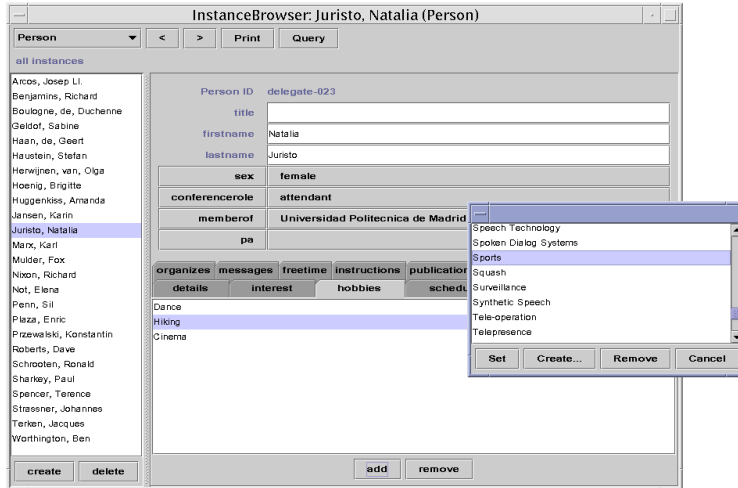 InstanceBrowser: Juristo, Natalia (Person)
Person < > Print Query
all instances
Arcos, Josep Ll.
Benjamins, Richard
Boulogne, de, Duchenne
Geldof, Sabine
Haan, de, Geert
Haustein, Stefan
Herwijnen, van, Olga
Hoenig, Brigitte
Huggenkiss, Amanda
Jansen, Karin
Juristo, Natalia
Marx, Karl
Mulder, Fox
Nixon, Richard
Not, Elena
Penn, Sil
Plaza, Enric
Przewalski, Konstantin
Roberts, Dave
Schrooten, Ronald
Sharkey, Paul
Spencer, Terence
Strassner, Johannes
Terken, Jacques
Worthington, Ben
create delete
Person ID delegate-023
title
firstname Natalia
lastname Juristo
sex female
conferencerole attendant
memberof Universidad Politecnica de Madrid
pa
organizes messages freetime instructions publication
details interest hobbies schedu
Dance
Hiking
Cinema
add remove
Speech Technology
Spoken Dialog Systems
Sports
Squash
Surveillance
Synthetic Speech
Tele-operation
Telepresence
Set Create... Remove Cancel